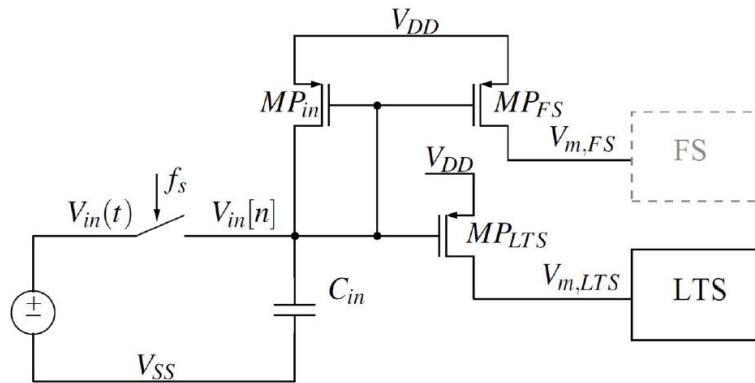 V_DD
MP_in
MP_FS
V_m,FS
FS
V_DD
f_s
V_in(t)
V_in[n]
MP_LTS
V_m,LTS
LTS
±
C_in
V_SS